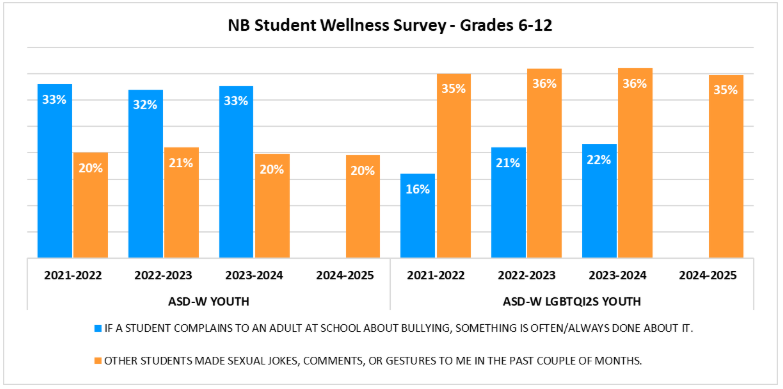 NB Student Wellness Survey - Grades 6-12
33%
20%
32%
21%
33%
20%
20%
16%
35%
21%
36%
22%
36%
35%
2021-2022 2022-2023 2023-2024 2024-2025 2021-2022 2022-2023 2023-2024 2024-2025
ASD-W YOUTH ASD-W LGBTQI2S YOUTH
IF A STUDENT COMPLAINS TO AN ADULT AT SCHOOL ABOUT BULLYING, SOMETHING IS OFTEN/ALWAYS DONE ABOUT IT.
OTHER STUDENTS MADE SEXUAL JOKES, COMMENTS, OR GESTURES TO ME IN THE PAST COUPLE OF MONTHS.